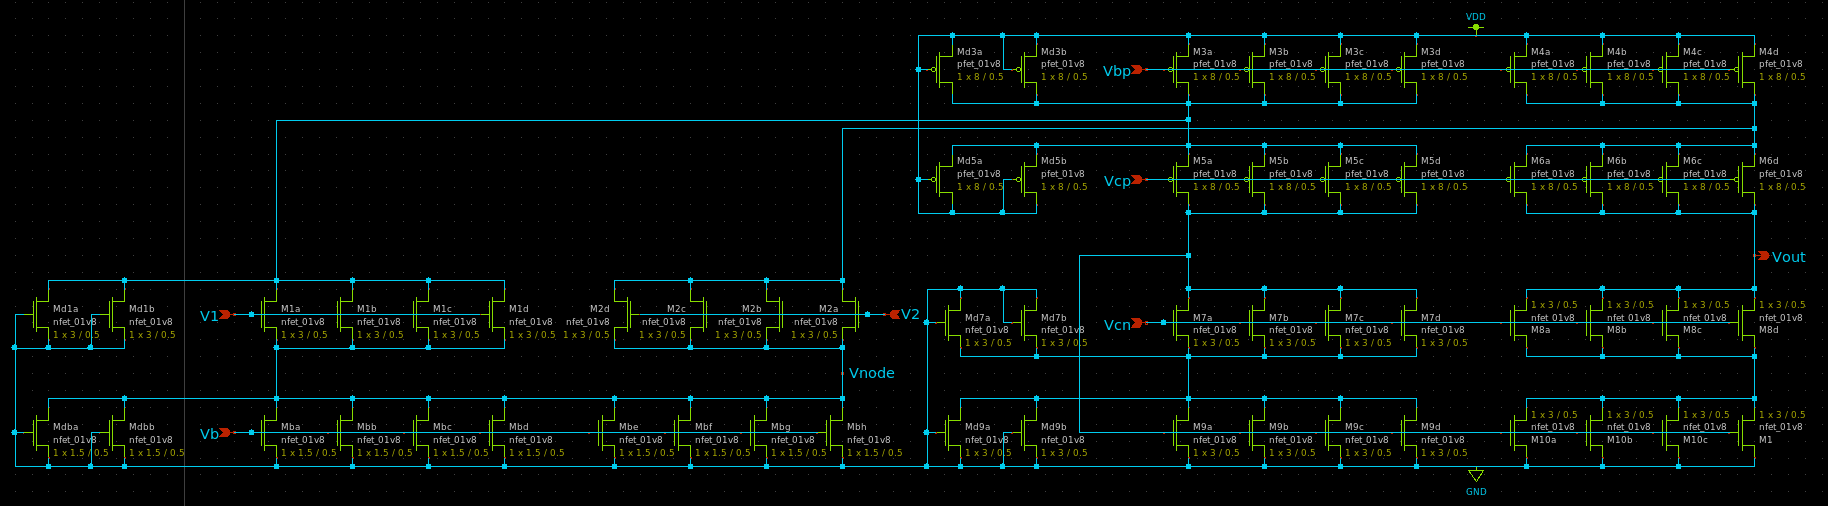 VDD
Md3a
pfet_01v8
1 x 8 / 0.5
Md3b
pfet_01v8
1 x 8 / 0.5
Vbp
M3a
pfet_01v8
1 x 8 / 0.5
M3b
pfet_01v8
1 x 8 / 0.5
M3c
pfet_01v8
1 x 8 / 0.5
M3d
pfet_01v8
1 x 8 / 0.5
M4a
pfet_01v8
1 x 8 / 0.5
M4b
pfet_01v8
1 x 8 / 0.5
M4c
pfet_01v8
1 x 8 / 0.5
M4d
pfet_01v8
1 x 8 / 0.5
Md5a
pfet_01v8
1 x 8 / 0.5
Md5b
pfet_01v8
1 x 8 / 0.5
Vcp
M5a
pfet_01v8
1 x 8 / 0.5
M5b
pfet_01v8
1 x 8 / 0.5
M5c
pfet_01v8
1 x 8 / 0.5
M5d
pfet_01v8
1 x 8 / 0.5
M6a
pfet_01v8
1 x 8 / 0.5
M6b
pfet_01v8
1 x 8 / 0.5
M6c
pfet_01v8
1 x 8 / 0.5
M6d
pfet_01v8
1 x 8 / 0.5
Vout
Md1a
nfet_01v8
1 x 3 / 0.5
Md1b
nfet_01v8
1 x 3 / 0.5
V1
M1a
nfet_01v8
1 x 3 / 0.5
M1b
nfet_01v8
1 x 3 / 0.5
M1c
nfet_01v8
1 x 3 / 0.5
M1d
nfet_01v8
1 x 3 / 0.5
M2d
nfet_01v8
1 x 3 / 0.5
M2c
nfet_01v8
1 x 3 / 0.5
M2b
nfet_01v8
1 x 3 / 0.5
M2a
nfet_01v8
1 x 3 / 0.5
V2
Md7a
nfet_01v8
1 x 3 / 0.5
Md7b
nfet_01v8
1 x 3 / 0.5
Vcn
M7a
nfet_01v8
1 x 3 / 0.5
M7b
nfet_01v8
1 x 3 / 0.5
M7c
nfet_01v8
1 x 3 / 0.5
M7d
nfet_01v8
1 x 3 / 0.5
1 x 3 / 0.5
nfet_01v8
M8a
1 x 3 / 0.5
nfet_01v8
M8b
1 x 3 / 0.5
nfet_01v8
M8c
1 x 3 / 0.5
nfet_01v8
M8d
Vnode
Mdba
nfet_01v8
1 x 1.5 / 0.5
Mdbb
nfet_01v8
1 x 1.5 / 0.5
Vb
Mba
nfet_01v8
1 x 1.5 / 0.5
Mbb
nfet_01v8
1 x 1.5 / 0.5
Mbc
nfet_01v8
1 x 1.5 / 0.5
Mbd
nfet_01v8
1 x 1.5 / 0.5
Mbe
nfet_01v8
1 x 1.5 / 0.5
Mbf
nfet_01v8
1 x 1.5 / 0.5
Mbg
nfet_01v8
1 x 1.5 / 0.5
Mbh
nfet_01v8
1 x 1.5 / 0.5
Md9a
nfet_01v8
1 x 3 / 0.5
Md9b
nfet_01v8
1 x 3 / 0.5
M9a
nfet_01v8
1 x 3 / 0.5
M9b
nfet_01v8
1 x 3 / 0.5
M9c
nfet_01v8
1 x 3 / 0.5
M9d
nfet_01v8
1 x 3 / 0.5
1 x 3 / 0.5
nfet_01v8
M10a
1 x 3 / 0.5
nfet_01v8
M10b
1 x 3 / 0.5
nfet_01v8
M10c
1 x 3 / 0.5
nfet_01v8
M1
GND